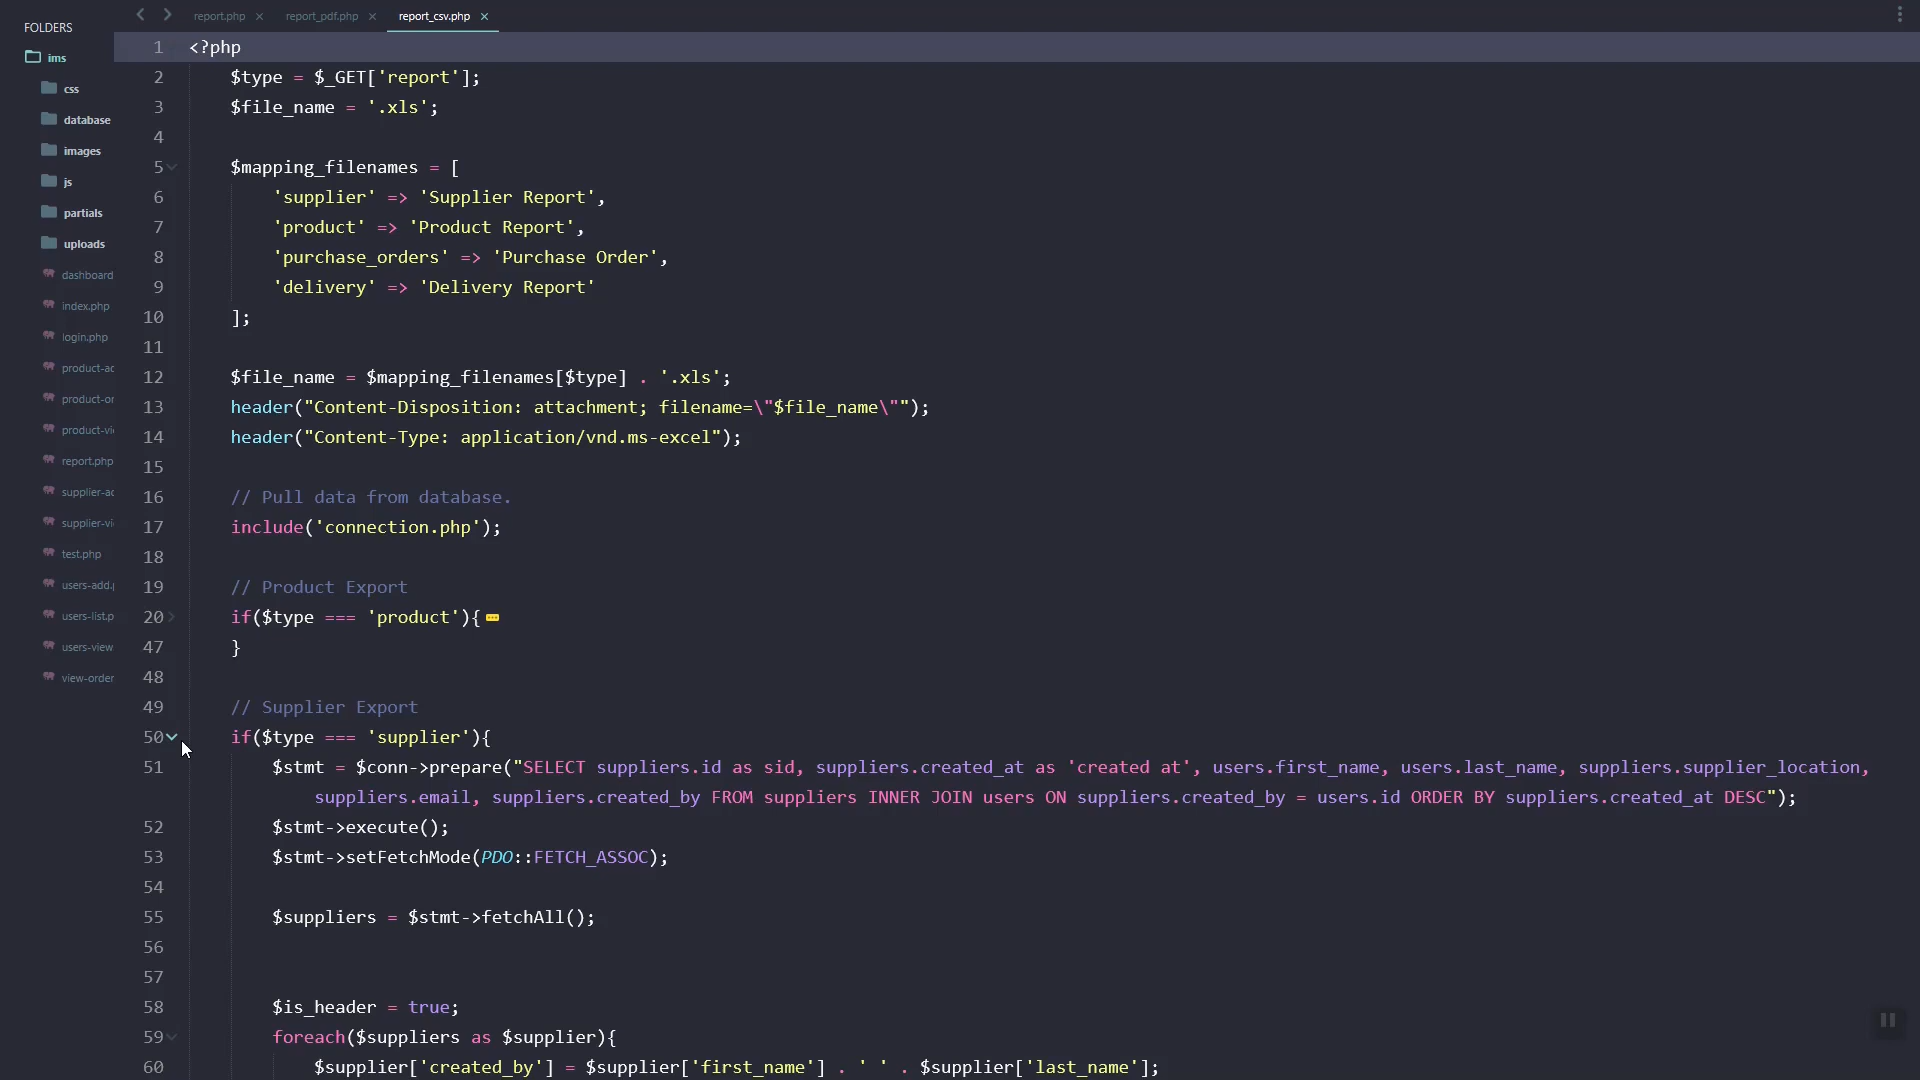 FOLDERS
ims
css
database
images
js
partials
uploads
dashboard
index.php
login.php
product-ac
product-or
product-vi
report.php
supplier-ac
supplier-vi
test.php
users-add.p
users-list.p
users-view
view-order
report.php × report_pdf.php × report_csv.php ×
1 <?php
2 $type = $_GET['report'];
3 $file_name = '.xls';
4
5 $mapping_filenames = [
6 'supplier' => 'Supplier Report',
7 'product' => 'Product Report',
8 'purchase_orders' => 'Purchase Order',
9 'delivery' => 'Delivery Report'
10 ];
11
12 $file_name = $mapping_filenames[$type] . '.xls';
13 header("Content-Disposition: attachment; filename=\"$file_name\"");
14 header("Content-Type: application/vnd.ms-excel");
15
16 // Pull data from database.
17 include('connection.php');
18
19 // Product Export
20 if($type === 'product'){
47 }
48
49 // Supplier Export
50 if($type === 'supplier'){
51 $stmt = $conn->prepare("SELECT suppliers.id as sid, suppliers.created_at as 'created at', users.first_name, users.last_name, suppliers.supplier_location,
suppliers.email, suppliers.created_by FROM suppliers INNER JOIN users ON suppliers.created_by = users.id ORDER BY suppliers.created_at DESC");
52 $stmt->execute();
53 $stmt->setFetchMode(PDO::FETCH_ASSOC);
54
55 $suppliers = $stmt->fetchAll();
56
57
58 $is_header = true;
59 foreach($suppliers as $supplier){
60 $supplier['created_by'] = $supplier['first_name'] . ' ' . $supplier['last_name'];